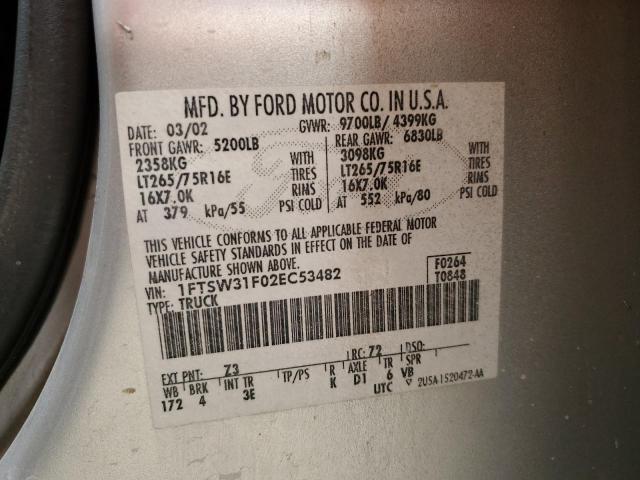 MFD. BY FORD MOTOR CO. IN U.S.A.
DATE: 03/02 GVWR: 9700LB/ 4399KG
FRONT GAWR: 5200LB REAR GAWR: 6830LB
2358KG WITH 3098KG WITH
LT265/75R16E TIRES LT265/75R16E TIRES
16X7.0K RIMS 16X7.0K RIMS
AT 379 kPa/55 PSI COLD AT 552 kPa/80 PSI COLD
THIS VEHICLE CONFORMS TO ALL APPLICABLE FEDERAL MOTOR
VEHICLE SAFETY STANDARDS IN EFFECT ON THE DATE OF
MANUFACTURE SHOWN ABOVE.
VIN: 1FTSW31F02EC53482 F0264
TYPE: TRUCK T0848
EXT PNT: Z3 RC: 72 DSO:
WB BRK INT TR TP/PS R AXLE TR SPR
172 4 3E K D1 6 VB
UTC 2U5A-1520472-AA